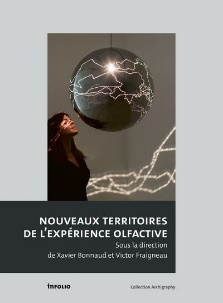 NOUVEAUX TERRITOIRES
DE L'EXPÉRIENCE OLFACTIVE
Sous la direction
de Xavier Bonnaud et Victor Fraigneau
infolio
Collection Archigraphy